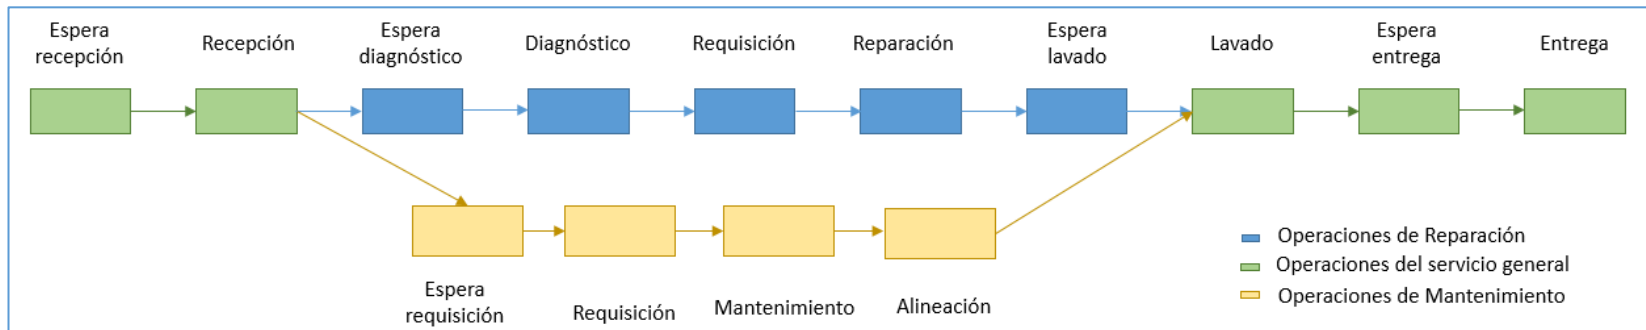 Espera
recepción
Recepción
Espera
diagnóstico
Diagnóstico
Requisición
Reparación
Espera
lavado
Lavado
Espera
entrega
Entrega
Espera
requisición
Requisición
Mantenimiento
Alineación
Operaciones de Reparación
Operaciones del servicio general
Operaciones de Mantenimiento